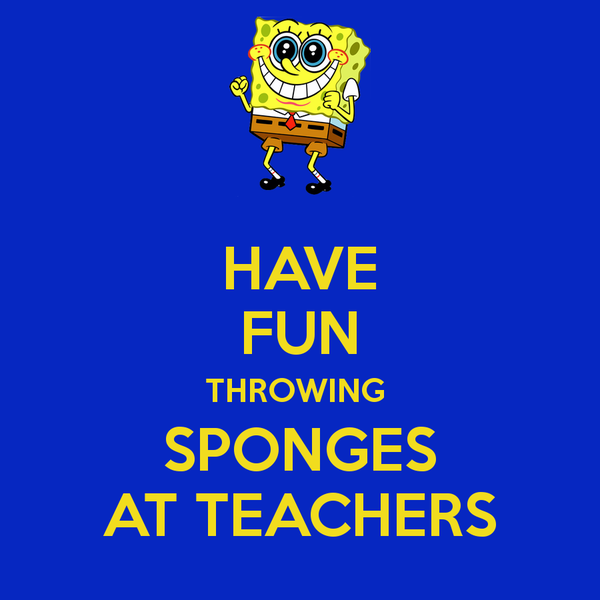 HAVE
FUN
THROWING
SPONGES
AT TEACHERS